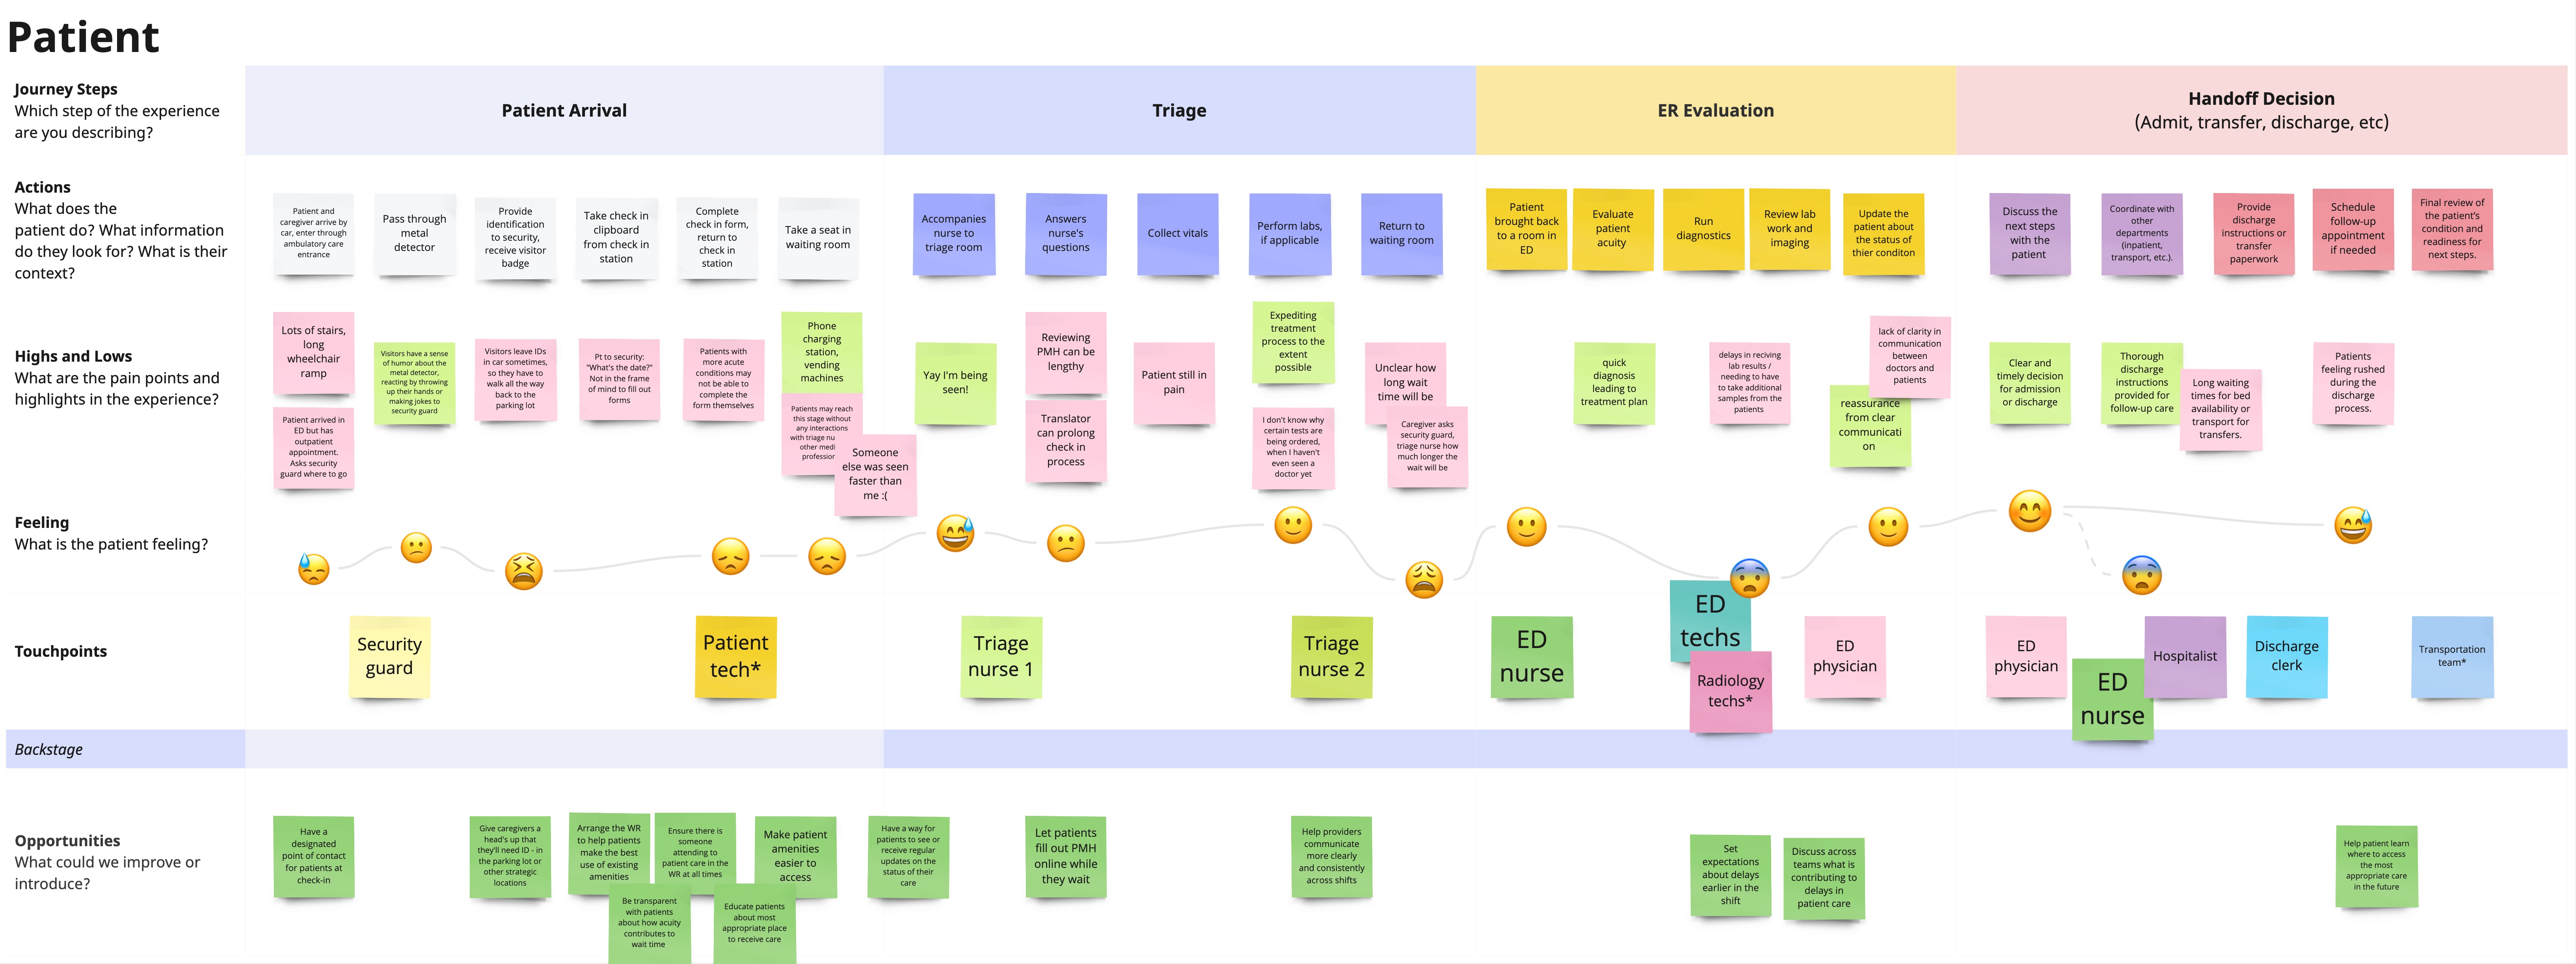 Patient
Journey Steps
Which step of the experience
are you describing?
Patient Arrival
Triage
ER Evaluation
Handoff Decision
(Admit, transfer, discharge, etc)
Actions
What does the
patient do? What information
do they look for? What is their
context?
Patient and
caregiver arrive by
car, enter through
ambulatory care
entrance
Pass through
metal
detector
Provide
identification
to security,
receive visitor
badge
Take check in
clipboard
from check in
station
Complete
check in form,
return to
check in
station
Take a seat in
waiting room
Accompanies
nurse to
triage room
Answers
nurse's
questions
Collect vitals
Perform labs,
if applicable
Return to
waiting room
Patient
brought back
to a room in
ED
Evaluate
patient
acuity
Run
diagnostics
Review lab
work and
imaging
Update the
patient about
the status of
thier conditon
Discuss the
next steps
with the
patient
Coordinate with
other
departments
(inpatient,
transport, etc.).
Provide
discharge
instructions or
transfer
paperwork
Schedule
follow-up
appointment
if needed
Final review of
the patient's
condition and
readiness for
next steps.
Highs and Lows
What are the pain points and
highlights in the experience?
Lots of stairs,
long
wheelchair
ramp
Patient arrived in
ED but has
outpatient
appointment.
Asks security
guard where to go
Visitors have a sense
of humor about the
metal detector,
reacting by throwing
up their hands or
making jokes to
security guard
Visitors leave IDs
in car sometimes,
so they have to
walk all the way
back to the
parking lot
Pt to security:
"What's the date?"
Not in the frame
of mind to fill out
forms
Patients with
more acute
conditions may
not be able to
complete the
form themselves
Phone
charging
station,
vending
machines
Patients may reach
this stage without
any interactions
with triage
other
Someone
else was seen
faster than
me :(
Yay I'm being
seen!
Reviewing
PMH can be
lengthy
Translator
can prolong
check in
process
Patient still in
pain
Expediting
treatment
process to the
extent
possible
I don't know why
certain tests are
being ordered,
when I haven't
even seen a
doctor yet
Unclear how
long wait
time will be
Caregiver asks
security guard,
triage nurse how
much longer the
wait will be
quick
diagnosis
leading to
treatment plan
delays in reciving
lab results /
needing to have
to take additional
samples from the
patients
lack of clarity in
communication
between
doctors and
patients
reassurance
from clear
communicati
on
Clear and
timely decision
for admission
or discharge
Thorough
discharge
instructions
provided for
follow-up care
Long waiting
times for bed
availability or
transport for
transfers.
Patients
feeling rushed
during the
discharge
process.
Feeling
What is the patient feeling?
Touchpoints
Security
guard
Patient
tech*
Triage
nurse 1
Triage
nurse 2
ED
nurse
ED
techs
Radiology
techs*
ED
physician
ED
physician
ED
nurse
Hospitalist
Discharge
clerk
Transportation
team*
Backstage
Opportunities
What could we improve or
introduce?
Have a
designated
point of contact
for patients at
check-in
Give caregivers a
head's up that
they'll need ID - in
the parking lot or
other strategic
locations
Arrange the WR
to help patients
make the best
use of existing
amenities
Be transparent
with patients
about how acuity
contributes to
wait time
Ensure there is
someone
attending to
patient care in the
WR at all times
Educate patients
about most
appropriate place
to receive care
Make patient
amenities
easier to
access
Have a way for
patients to see or
receive regular
updates on the
status of their
care
Let patients
fill out PMH
online while
they wait
Help providers
communicate
more clearly
and consistently
across shifts
Set
expectations
about delays
earlier in the
shift
Discuss across
teams what is
contributing to
delays in
patient care
Help patient learn
where to access
the most
appropriate care
in the future